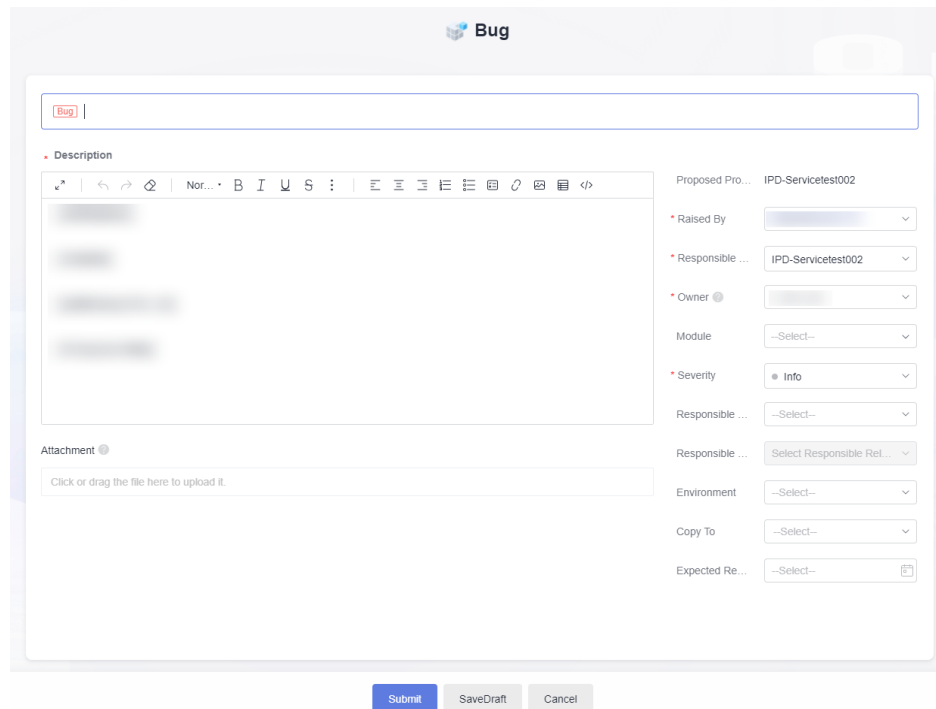 Bug
Bug
* Description
Nor...
B I U S
Proposed Pro... IPD-Servicetest002
* Raised By
* Responsible ... IPD-Servicetest002
* Owner ?
Module --Select--
* Severity Info
Responsible ... --Select--
Attachment ?
Responsible ... Select Responsible Rel...
Click or drag the file here to upload it.
Environment --Select--
Copy To --Select--
Expected Re... --Select--
Submit SaveDraft Cancel